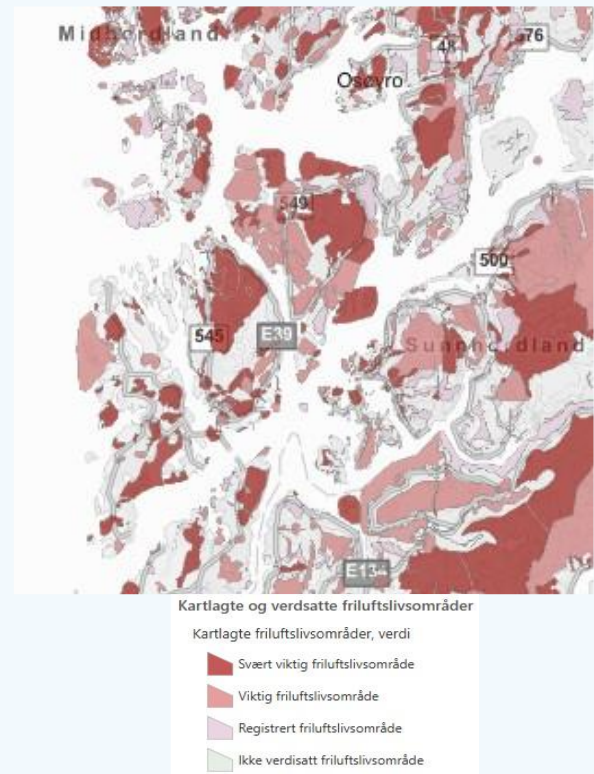 Midhordland
48
76
Osøyro
549
500
545
E39
Sunnhordland
E134
Kartlagte og verdsatte friluftslivsområder
Kartlagte friluftslivsområder, verdi
Svært viktig friluftslivsområde
Viktig friluftslivsområde
Registrert friluftslivsområde
Ikke verdisatt friluftslivsområde